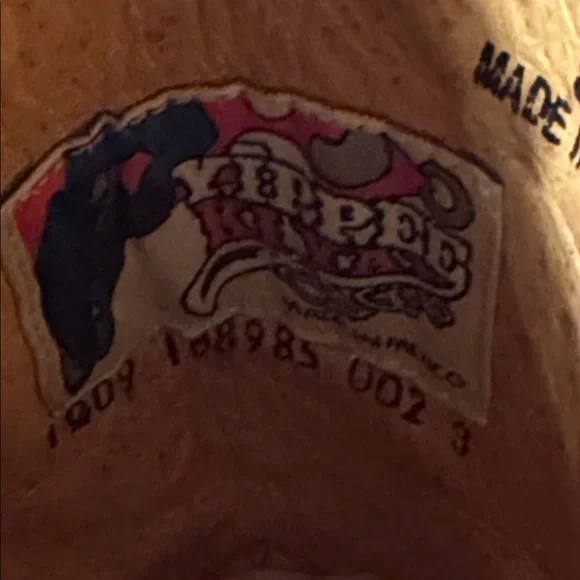 MADE
YIPPEE
KI YAY
MADE IN MEXICO
1909 168985 002 3